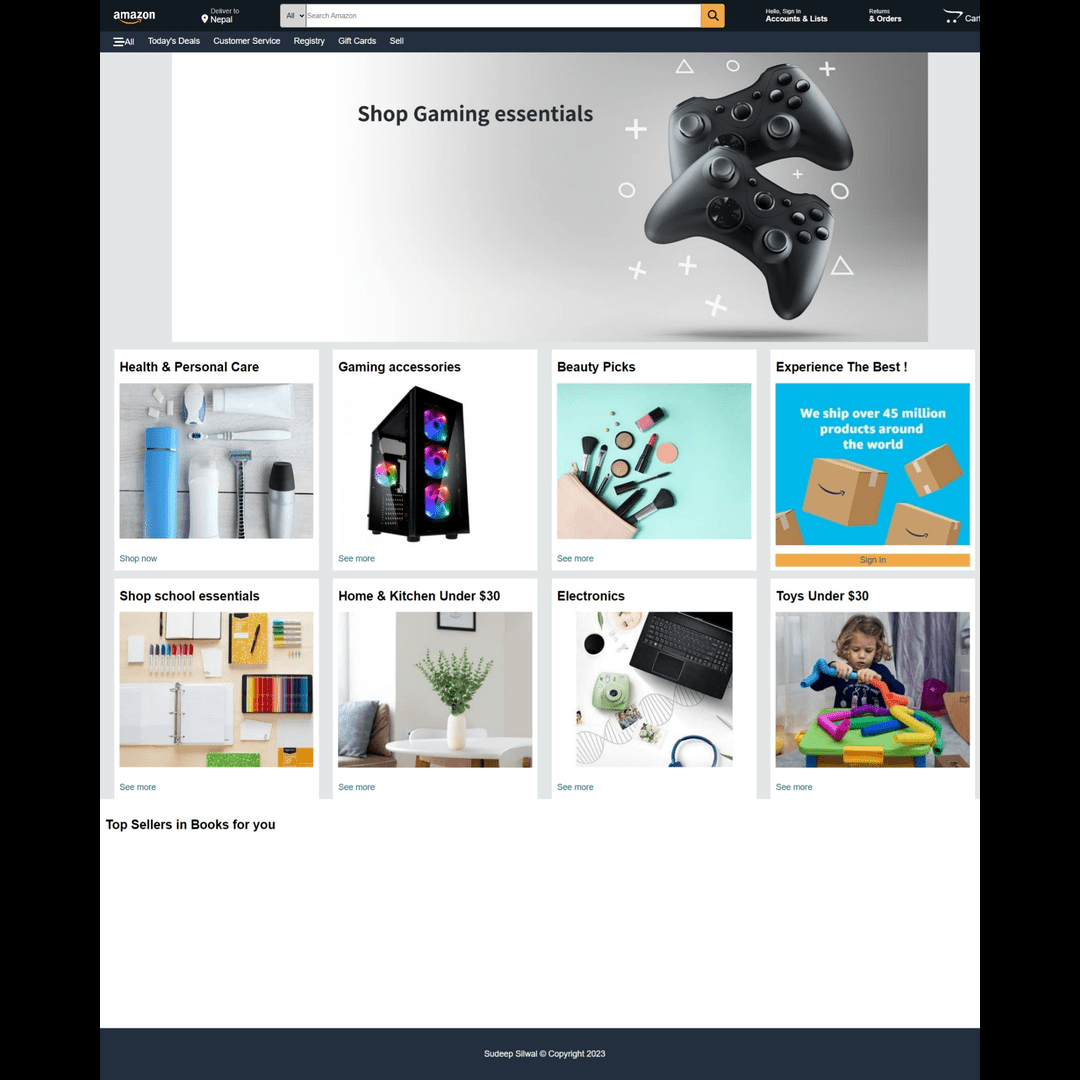 amazon
Deliver to
Nepal
All
Search Amazon
Hello, Sign In
Accounts & Lists
Returns
& Orders
Cart
All
Today's Deals
Customer Service
Registry
Gift Cards
Sell
Shop Gaming essentials
Health & Personal Care
Gaming accessories
Beauty Picks
Experience The Best !
We ship over 45 million
products around
the world
Shop now
See more
See more
Sign In
Shop school essentials
Home & Kitchen Under $30
Electronics
Toys Under $30
See more
See more
See more
See more
Top Sellers in Books for you
Sudeep Silwal © Copyright 2023